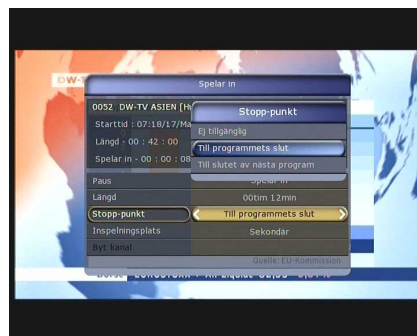 DW-T
Spelar in
0052 DW-TV ASIEN [H
Stopp-punkt
Starttid : 07:18/17/Ma
Ej tillgänglig
Längd - 00 : 42 : 00
Till programmets slut
Spelar in - 00 : 00 : 08
Till slutet av nästa program
Paus
Spelar in
Längd
00tim 12min
Stopp-punkt
Till programmets slut
Inspelningsplats
Sekondär
Byt kanal
Quelle: EU-Kommission